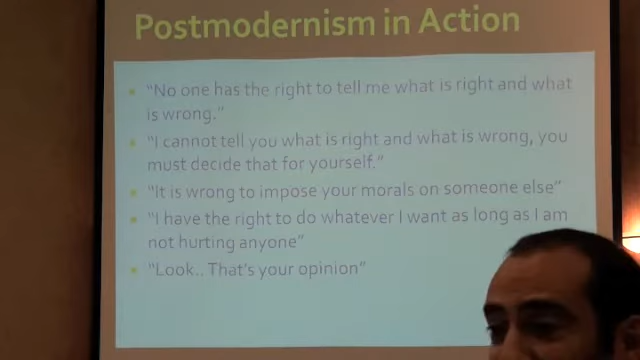 Postmodernism in Action
"No one has the right to tell me what is right and what
is wrong."
"I cannot tell you what is right and what is wrong, you
must decide that for yourself."
"It is wrong to impose your morals on someone else"
"I have the right to do whatever I want as long as I am
not hurting anyone"
"Look.. That's your opinion"